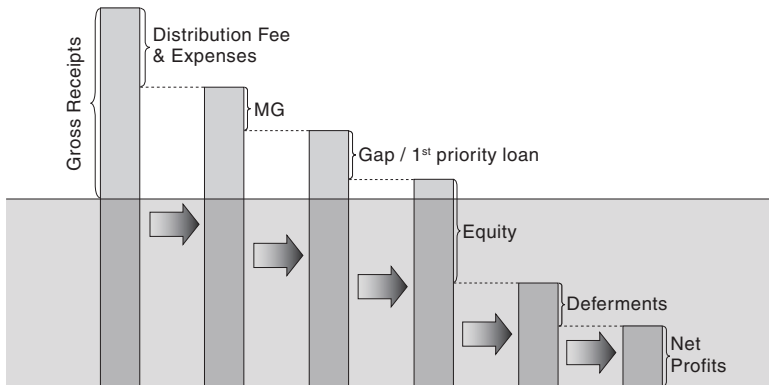 Gross Receipts
Distribution Fee
& Expenses
MG
Gap / 1st priority loan
Equity
Deferments
Net
Profits